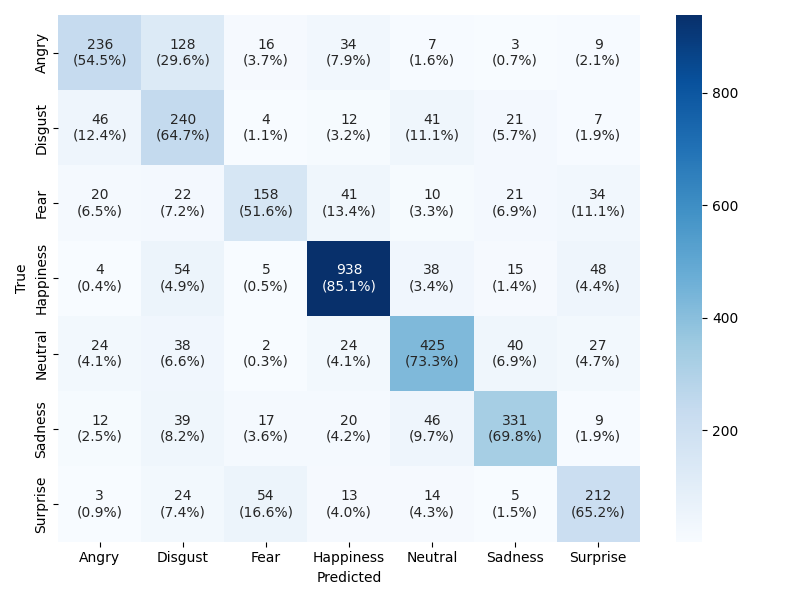 Angry 236 128 16 34 7 3 9
(54.5%) (29.6%) (3.7%) (7.9%) (1.6%) (0.7%) (2.1%)
Disgust 46 240 4 12 41 21 7
(12.4%) (64.7%) (1.1%) (3.2%) (11.1%) (5.7%) (1.9%)
Fear 20 22 158 41 10 21 34
(6.5%) (7.2%) (51.6%) (13.4%) (3.3%) (6.9%) (11.1%)
True
Happiness 4 54 5 938 38 15 48
(0.4%) (4.9%) (0.5%) (85.1%) (3.4%) (1.4%) (4.4%)
Neutral 24 38 2 24 425 40 27
(4.1%) (6.6%) (0.3%) (4.1%) (73.3%) (6.9%) (4.7%)
Sadness 12 39 17 20 46 331 9
(2.5%) (8.2%) (3.6%) (4.2%) (9.7%) (69.8%) (1.9%)
Surprise 3 24 54 13 14 5 212
(0.9%) (7.4%) (16.6%) (4.0%) (4.3%) (1.5%) (65.2%)
Angry Disgust Fear Happiness Neutral Sadness Surprise
Predicted
800
600
400
200